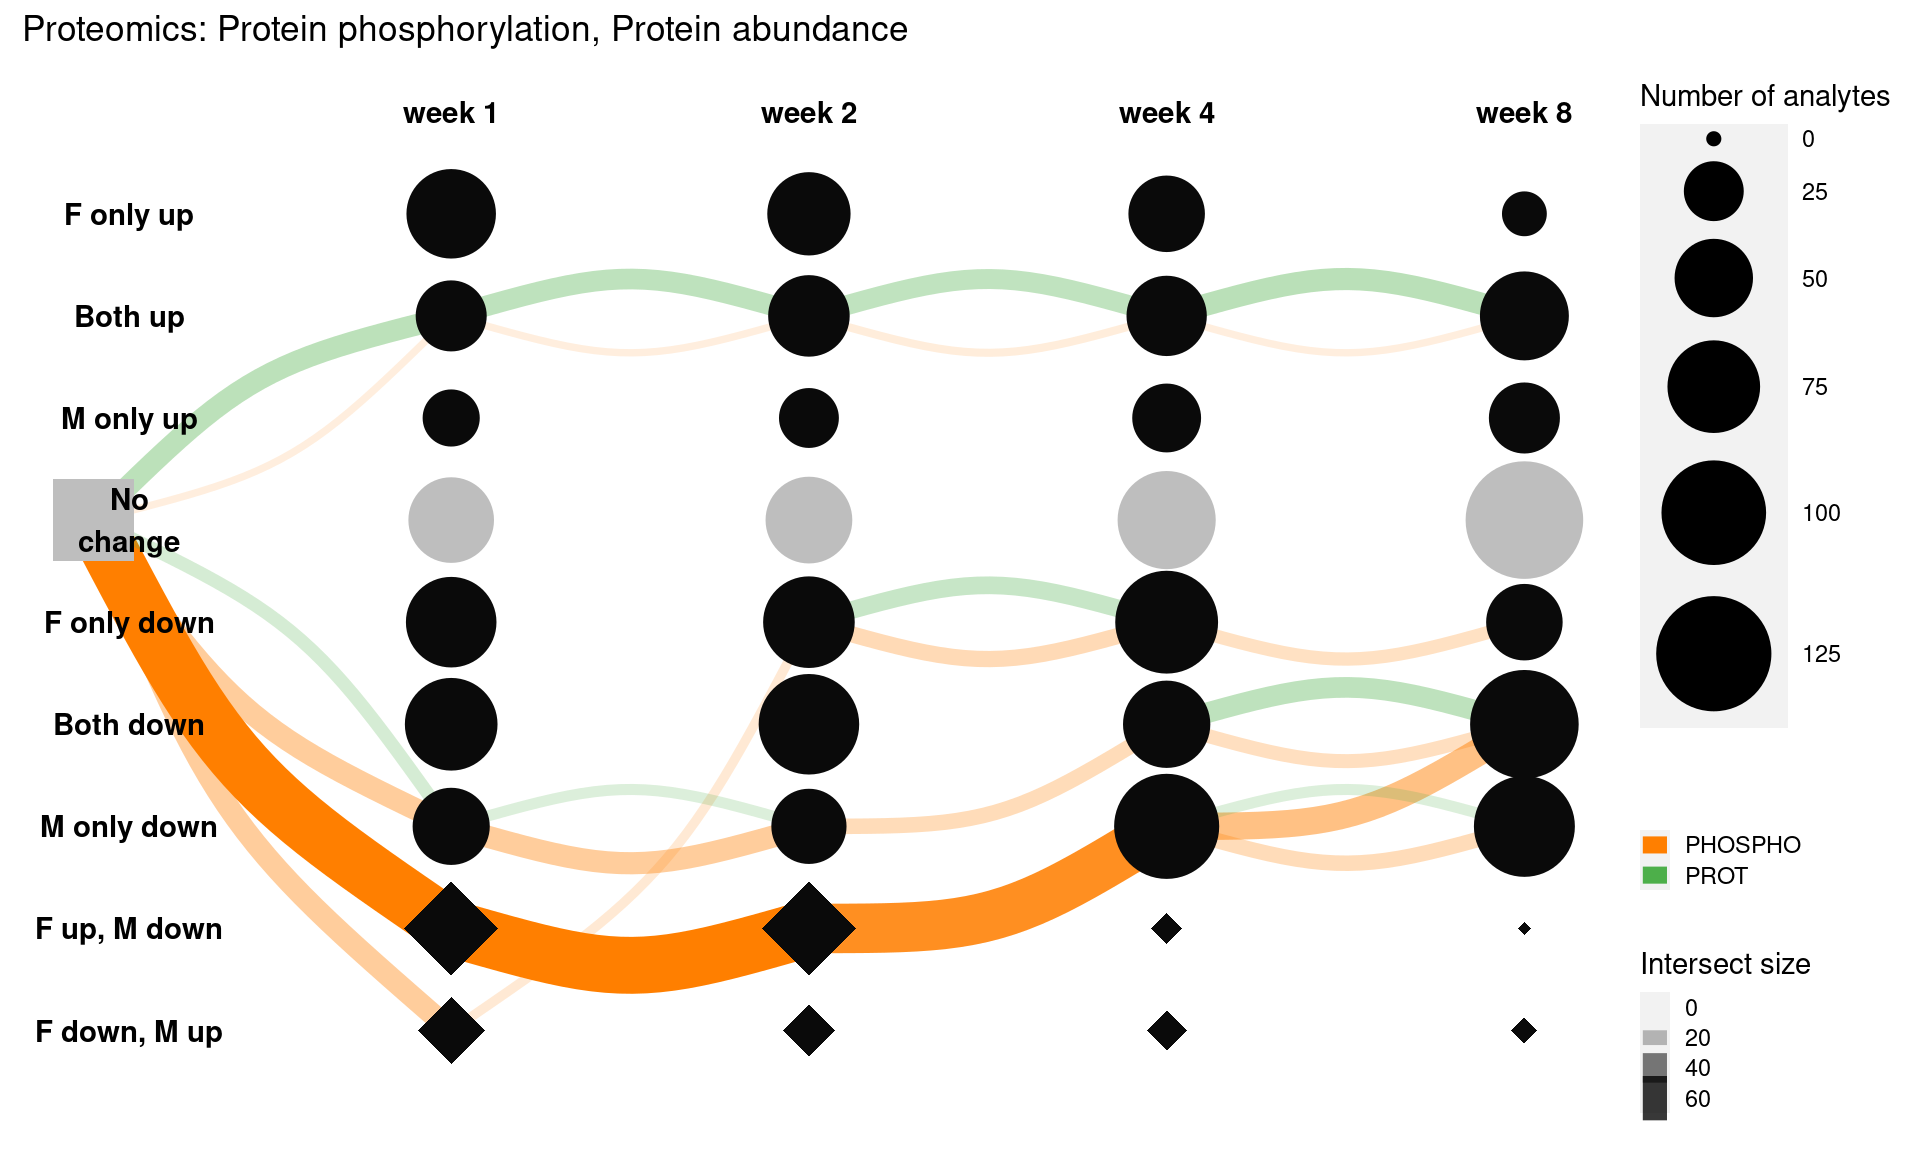 Proteomics: Protein phosphorylation, Protein abundance
week 1
week 2
week 4
week 8
F only up
Both up
M only up
No
change
F only down
Both down
M only down
F up, M down
F down, M up
Number of analytes
0
25
50
75
100
125
PHOSPHO
PROT
Intersect size
0
20
40
60